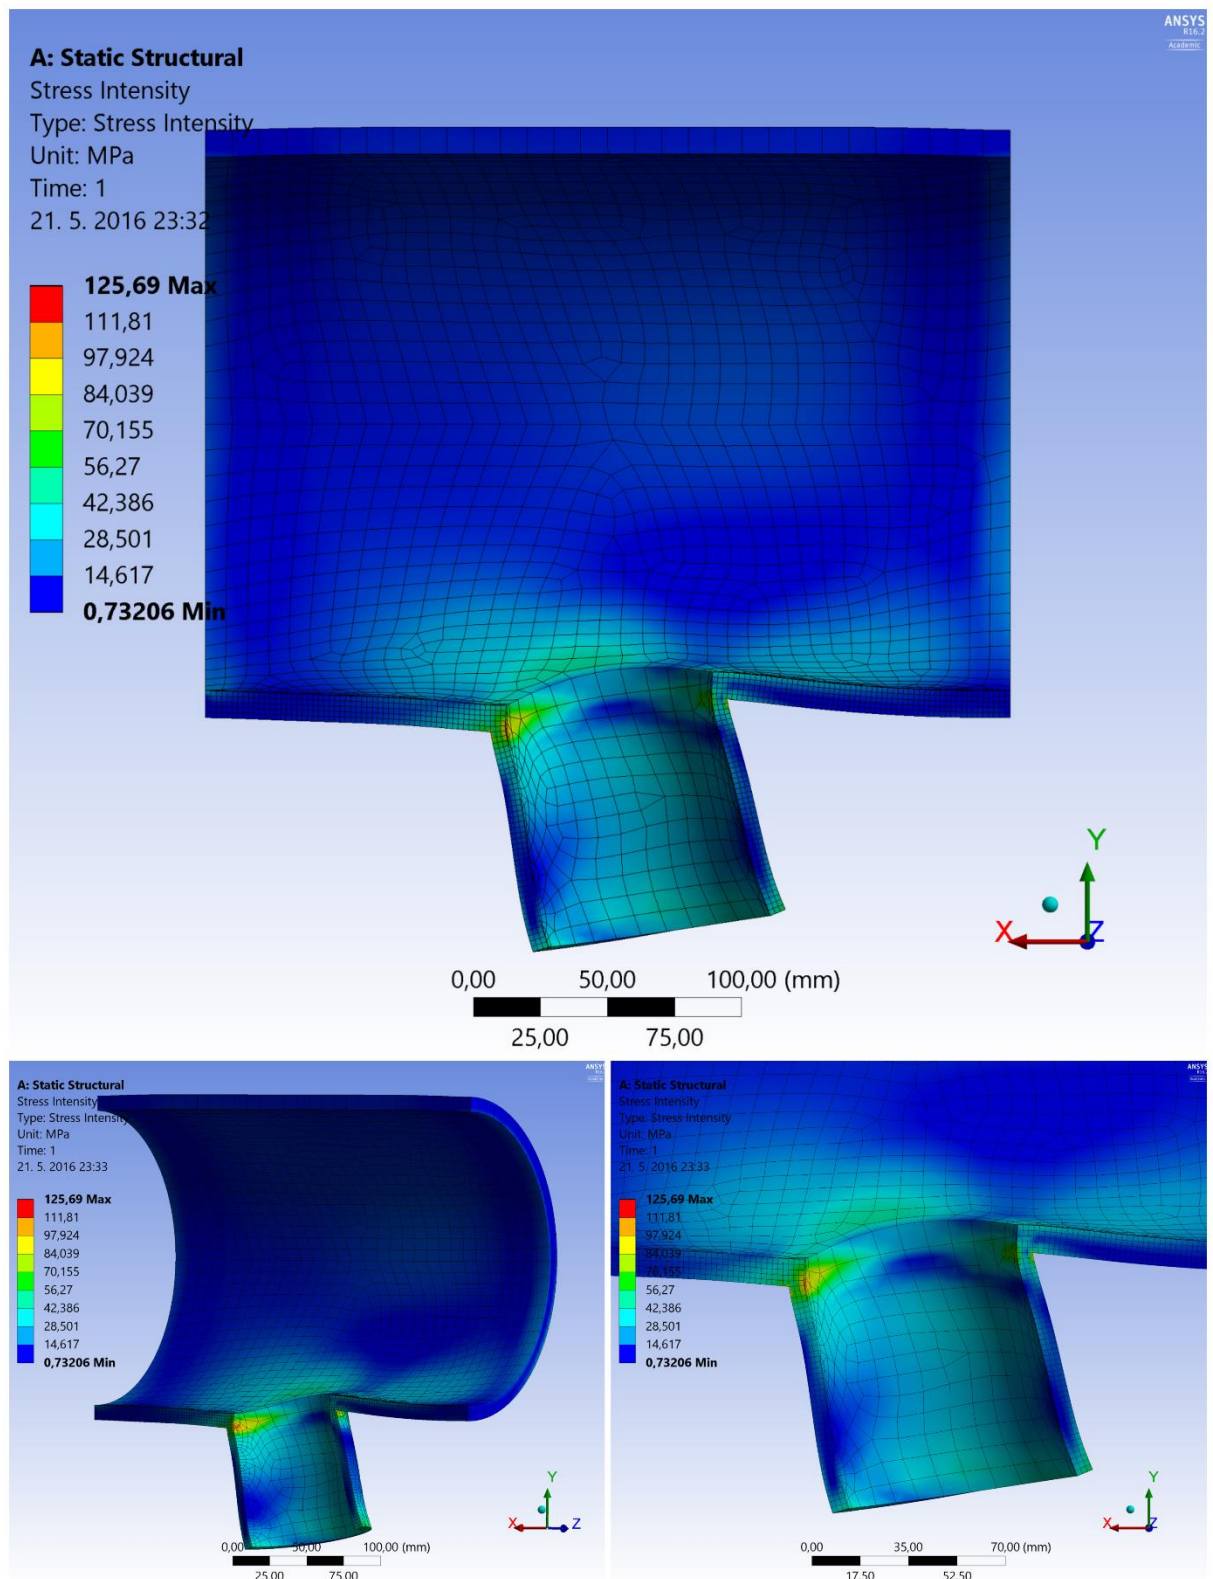 ANSYS
R16.2
Academic
A: Static Structural
Stress Intensity
Type: Stress Intensity
Unit: MPa
Time: 1
21. 5. 2016 23:32
125,69 Max
111,81
97,924
84,039
70,155
56,27
42,386
28,501
14,617
0,73206 Min
Y
X
Z
0,00 50,00 100,00 (mm)
25,00 75,00
ANSYS
A: Static Structural
Stress Intensity
Type: Stress Intensity
Unit: MPa
Time: 1
21. 5. 2016 23:33
125,69 Max
111,81
97,924
84,039
70,155
56,27
42,386
28,501
14,617
0,73206 Min
Y
X Z
0,00 50,00 100,00 (mm)
25,00 75,00
ANSYS
A: Static Structural
Stress Intensity
Type: Stress Intensity
Unit: MPa
Time: 1
21. 5. 2016 23:33
125,69 Max
111,81
97,924
84,039
70,155
56,27
42,386
28,501
14,617
0,73206 Min
Y
X Z
0,00 35,00 70,00 (mm)
17,50 52,50